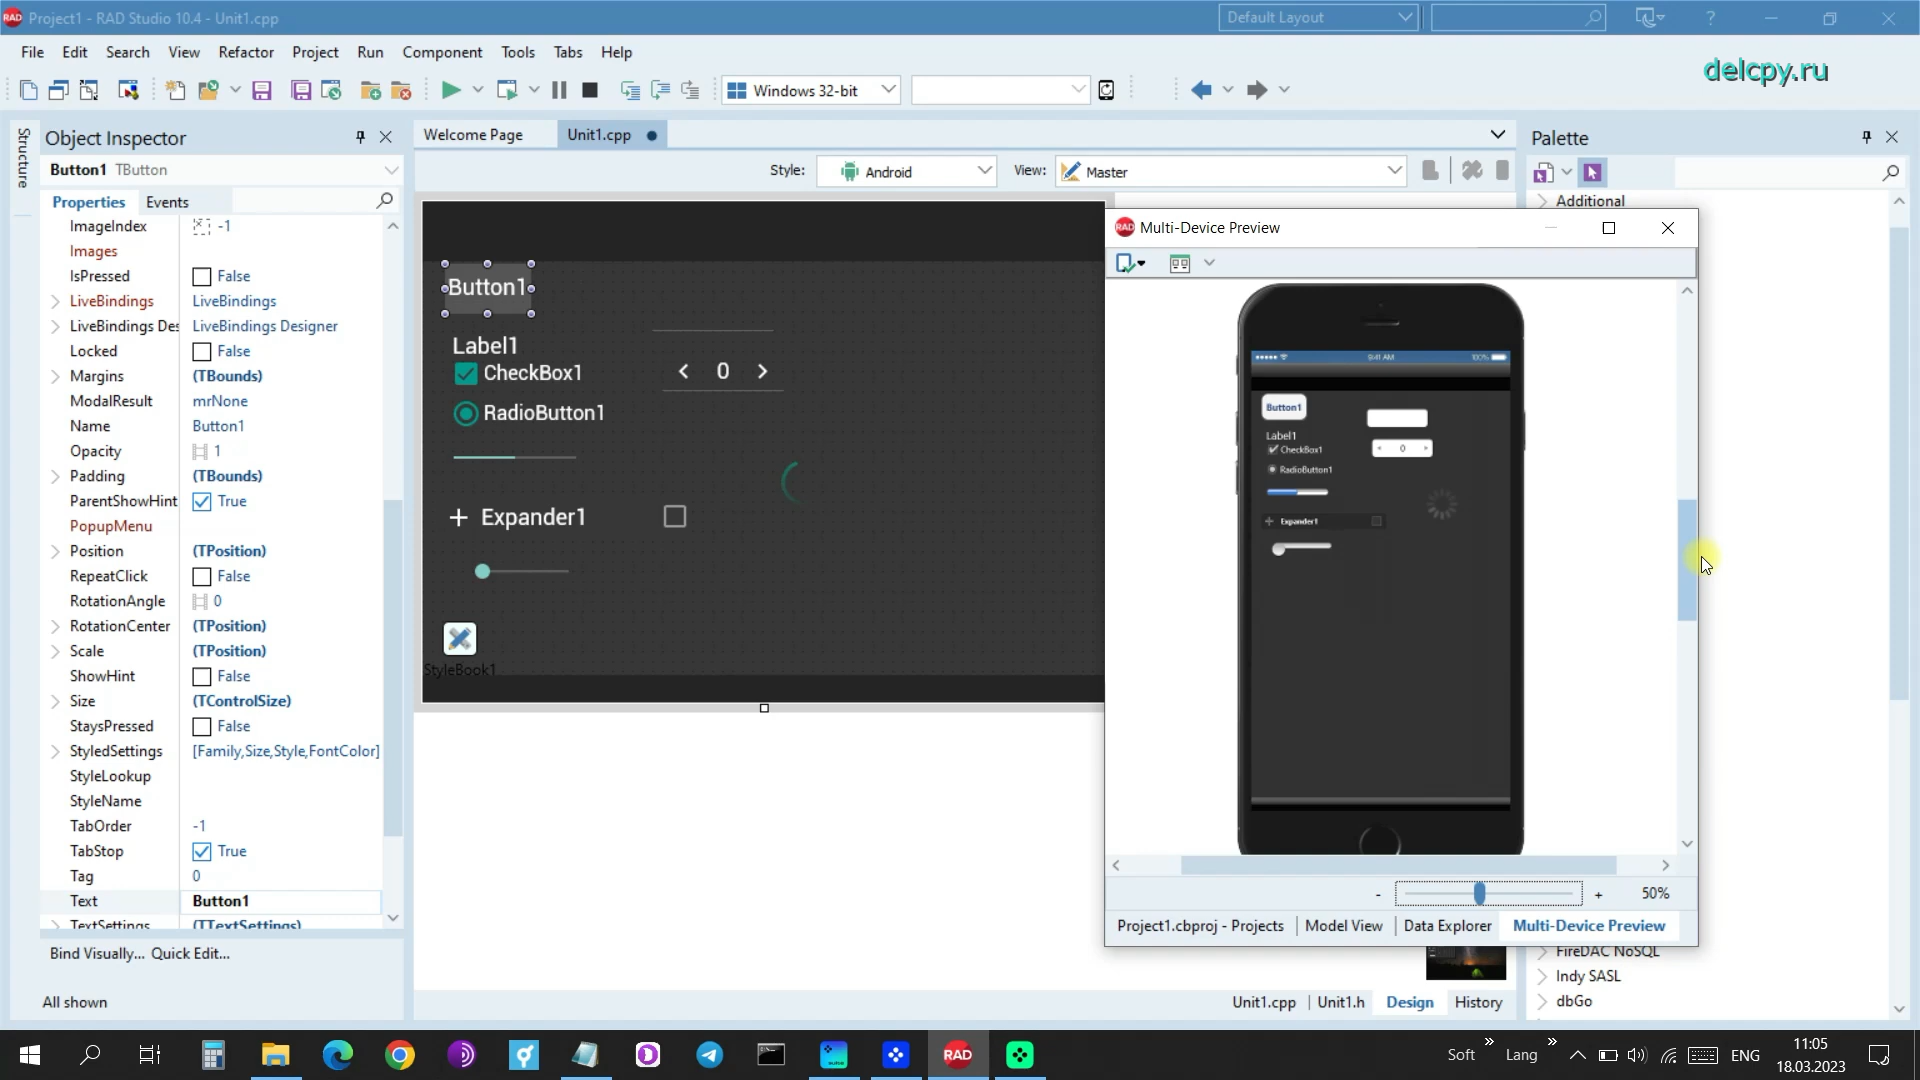 Project1 - RAD Studio 10.4 - Unit1.cpp
Default Layout
File Edit Search View Refactor Project Run Component Tools Tabs Help
delcpy.ru
Windows 32-bit
Structure
Object Inspector
Button1 TButton
Properties Events
ImageIndex -1
Images
IsPressed False
LiveBindings LiveBindings
LiveBindings Des LiveBindings Designer
Locked False
Margins (TBounds)
ModalResult mrNone
Name Button1
Opacity 1
Padding (TBounds)
ParentShowHint True
PopupMenu
Position (TPosition)
RepeatClick False
RotationAngle 0
RotationCenter (TPosition)
Scale (TPosition)
ShowHint False
Size (TControlSize)
StaysPressed False
StyledSettings [Family,Size,Style,FontColor]
StyleLookup
StyleName
TabOrder -1
TabStop True
Tag 0
Text Button1
TextSettings (TTextSettings)
Bind Visually... Quick Edit...
All shown
Welcome Page Unit1.cpp
Style: Android View: Master
Button1
Label1
CheckBox1
0
RadioButton1
Expander1
StyleBook1
Unit1.cpp Unit1.h Design History
Palette
Additional
Multi-Device Preview
9:41 AM 100%
Button1
Label1
CheckBox1
0
RadioButton1
Expander1
- + 50%
Project1.cbproj - Projects Model View Data Explorer Multi-Device Preview
FireDAC NoSQL
Indy SASL
dbGo
RAD
Soft Lang ENG
11:05
18.03.2023